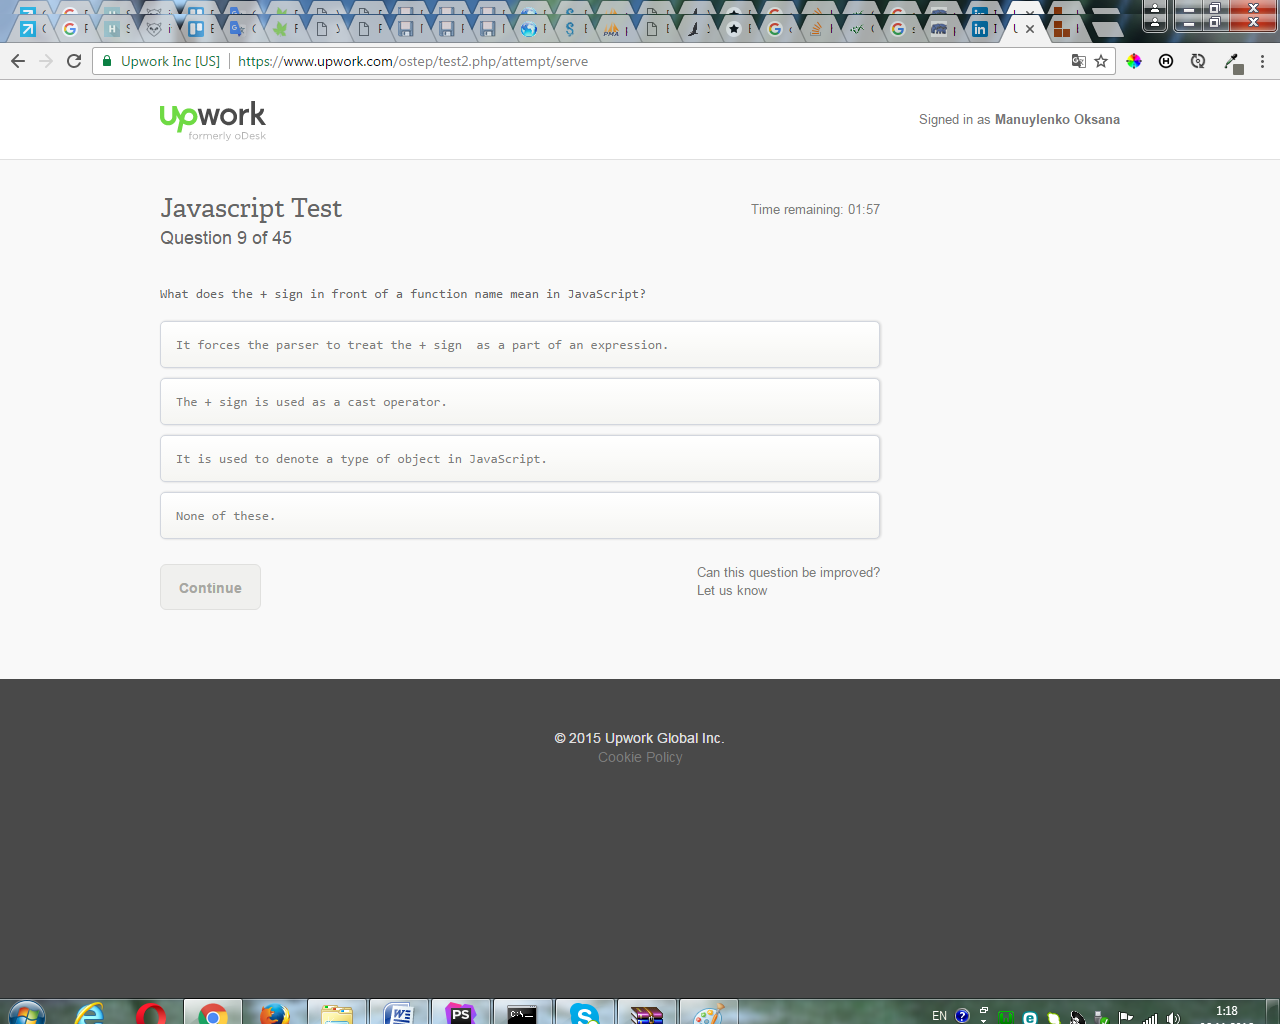 Upwork Inc [US] https://www.upwork.com/ostep/test2.php/attempt/serve
upwork
formerly oDesk
Signed in as Manuylenko Oksana
Javascript Test
Time remaining: 01:57
Question 9 of 45
What does the + sign in front of a function name mean in JavaScript?
It forces the parser to treat the + sign as a part of an expression.
The + sign is used as a cast operator.
It is used to denote a type of object in JavaScript.
None of these.
Continue
Can this question be improved?
Let us know
© 2015 Upwork Global Inc.
Cookie Policy
EN
1:18